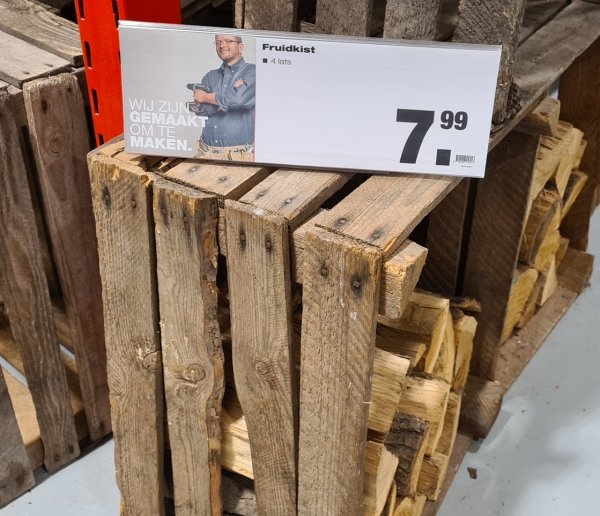 WIJ ZIJN
GEMAAKT
OM TE
MAKEN.
Fruidkist
4 lats
7.99